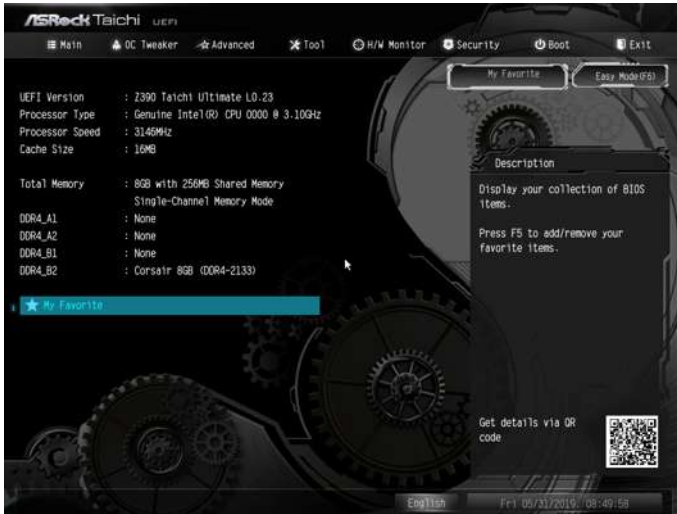 ASRock Taichi UEFI
Main OC Tweaker Advanced Tool H/W Monitor Security Boot Exit
My Favorite Easy Mode(F6)
UEFI Version : Z390 Taichi Ultimate L0.23
Processor Type : Genuine Intel(R) CPU 0000 @ 3.10GHz
Processor Speed : 3146MHz
Cache Size : 16MB
Total Memory : 8GB with 256MB Shared Memory
Single-Channel Memory Mode
DDR4_A1 : None
DDR4_A2 : None
DDR4_B1 : None
DDR4_B2 : Corsair 8GB (DDR4-2133)
My Favorite
Description
Display your collection of BIOS
items.
Press F5 to add/remove your
favorite items.
Get details via QR
code
English Fri 05/31/2019, 08:49:58